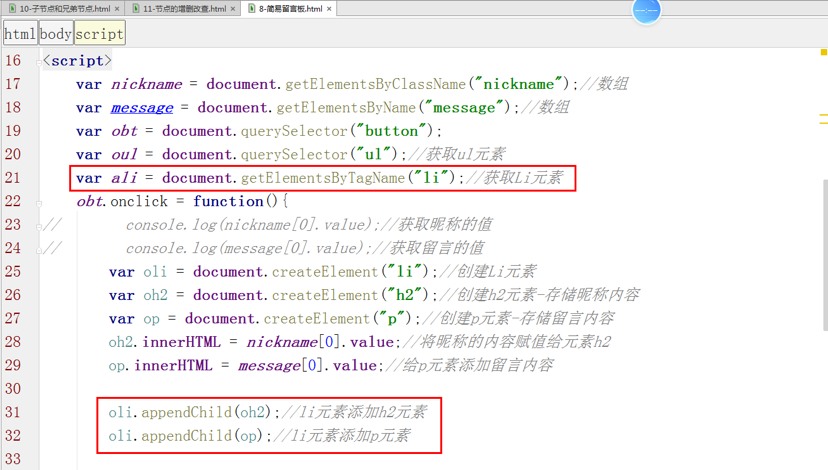 10-子节点和兄弟节点.html × 11-节点的增删改查.html × 8-简易留言板.html ×
html body script
16 <script>
17 var nickname = document.getElementsByClassName("nickname");//数组
18 var message = document.getElementsByName("message");//数组
19 var obt = document.querySelector("button");
20 var oul = document.querySelector("ul");//获取ul元素
21 var ali = document.getElementsByTagName("li");//获取Li元素
22 obt.onclick = function(){
23 // console.log(nickname[0].value);//获取昵称的值
24 // console.log(message[0].value);//获取留言的值
25 var oli = document.createElement("li");//创建Li元素
26 var oh2 = document.createElement("h2");//创建h2元素-存储昵称内容
27 var op = document.createElement("p");//创建p元素-存储留言内容
28 oh2.innerHTML = nickname[0].value;//将昵称的内容赋值给元素h2
29 op.innerHTML = message[0].value;//给p元素添加留言内容
30
31 oli.appendChild(oh2);//li元素添加h2元素
32 oli.appendChild(op);//li元素添加p元素
33